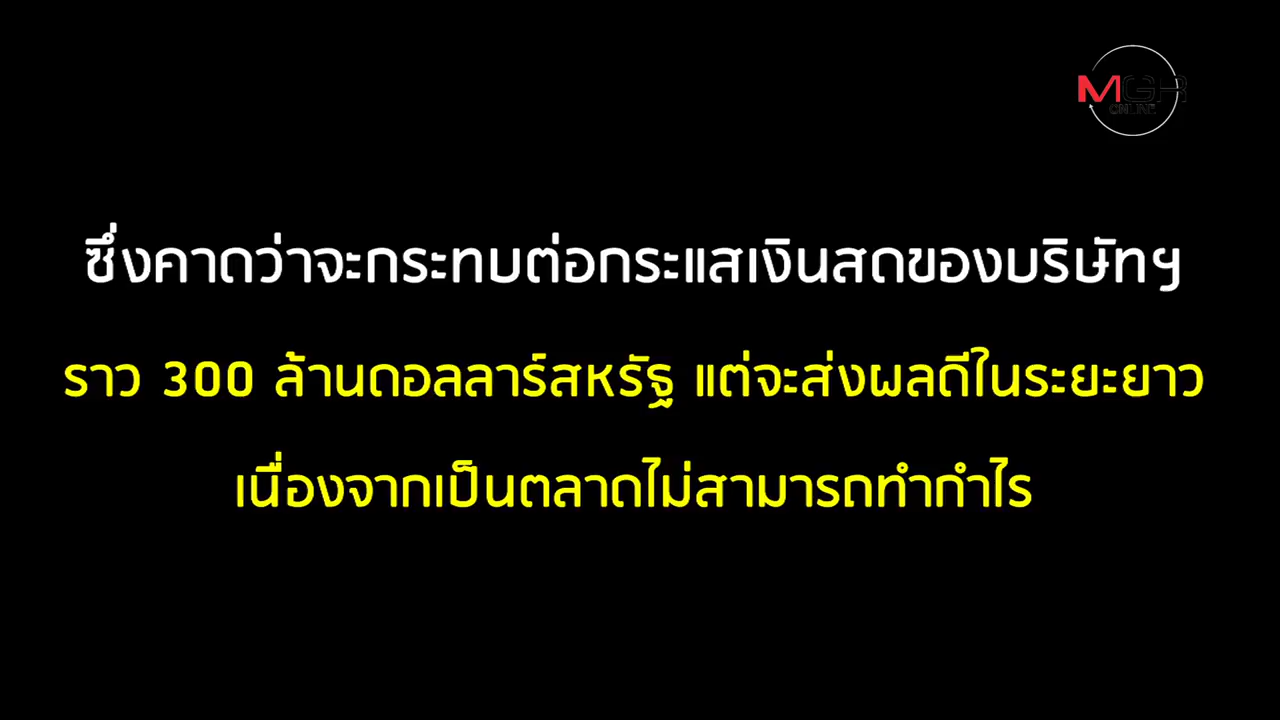 MGR
ONLINE
ซึ่งคาดว่าจะกระทบต่อกระแสเงินสดของบริษัทฯ
ราว 300 ล้านดอลลาร์สหรัฐ แต่จะส่งผลดีในระยะยาว
เนื่องจากเป็นตลาดไม่สามารถทำกำไร